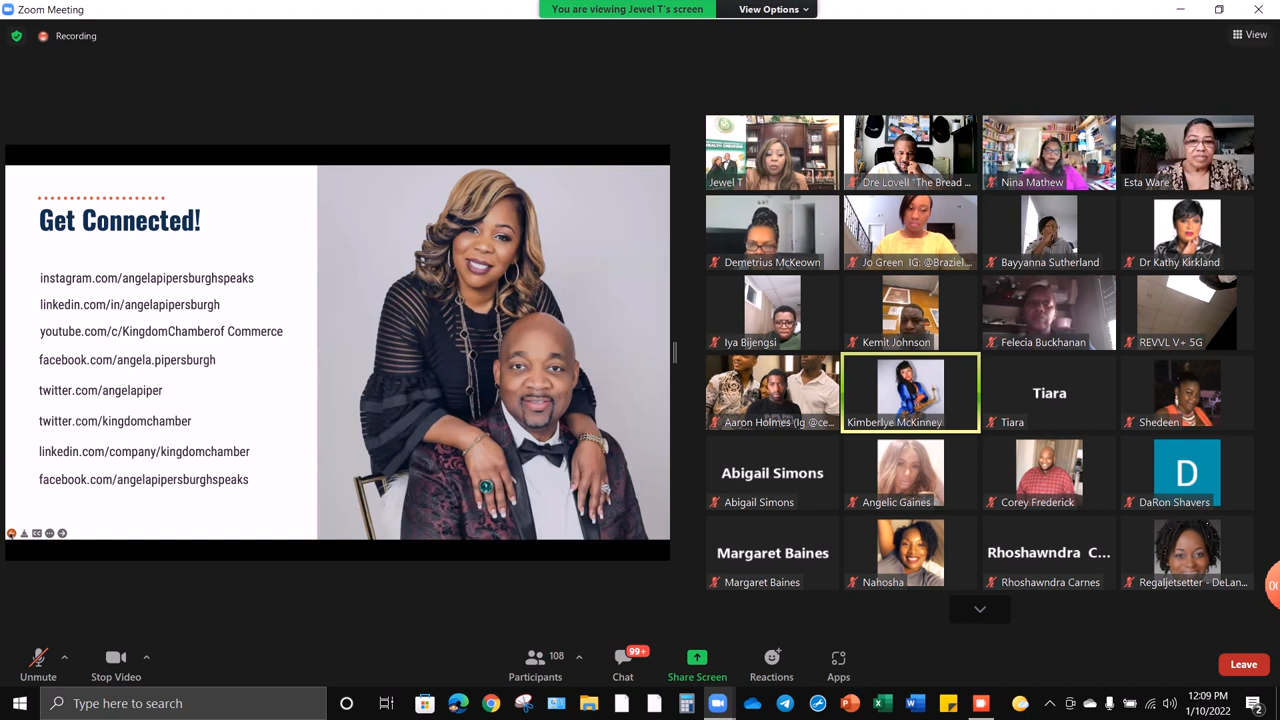 Zoom Meeting
You are viewing Jewel T's screen
View Options
Recording
View
Get Connected!
instagram.com/angelapipersburghspeaks
linkedin.com/in/angelapipersburgh
youtube.com/c/KingdomChamberof Commerce
facebook.com/angela.pipersburgh
twitter.com/angelapiper
twitter.com/kingdomchamber
linkedin.com/company/kingdomchamber
facebook.com/angelapipersburghspeaks
Jewel T
Dre Lovell "The Bread ...
Nina Mathew
Esta Ware
Demetrius McKeown
Jo Green IG: @Braziel...
Bayyanna Sutherland
Dr Kathy Kirkland
Iya Bijengsi
Kemit Johnson
Felecia Buckhanan
REVVL V+ 5G
Aaron Holmes (Ig @ce...
Kimberlye McKinney
Tiara
Tiara
Shedeen
Abigail Simons
Abigail Simons
Angelic Gaines
Corey Frederick
D
DaRon Shavers
Margaret Baines
Margaret Baines
Nahosha
Rhoshawndra C...
Rhoshawndra Carnes
Regaljetsetter - DeLan...
Unmute
Stop Video
108
Participants
99+
Chat
Share Screen
Reactions
Apps
Leave
Type here to search
12:09 PM
1/10/2022
2